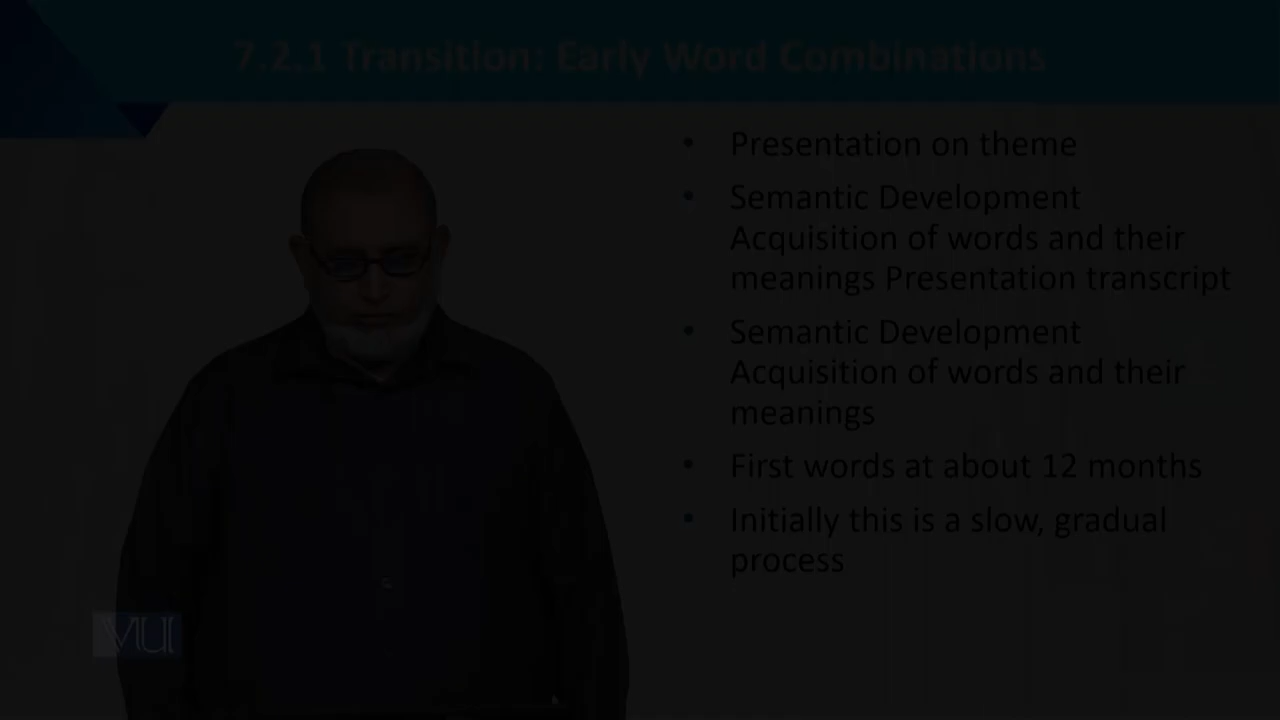 7.2.1 Transition: Early Word Combinations
• Presentation on theme
• Semantic Development
Acquisition of words and their
meanings Presentation transcript
• Semantic Development
Acquisition of words and their
meanings
• First words at about 12 months
• Initially this is a slow, gradual
process
VU